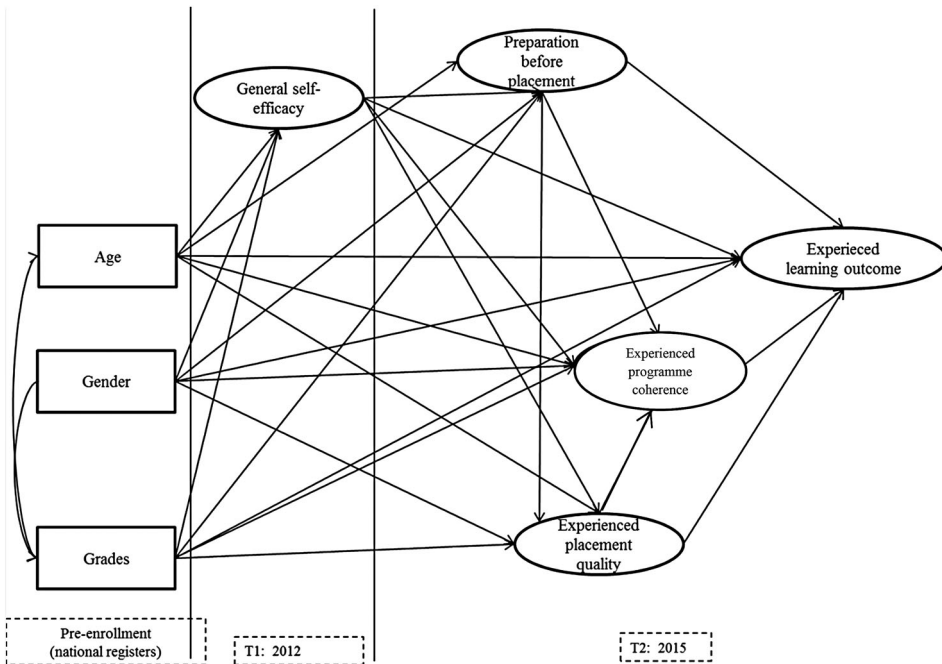 Preparation
before
placement
General self-
efficacy
Age
Experieced
learning outcome
Gender
Experienced
programme
coherence
Grades
Experienced
placement
quality
Pre-enrollment
(national registers)
T1: 2012
T2: 2015